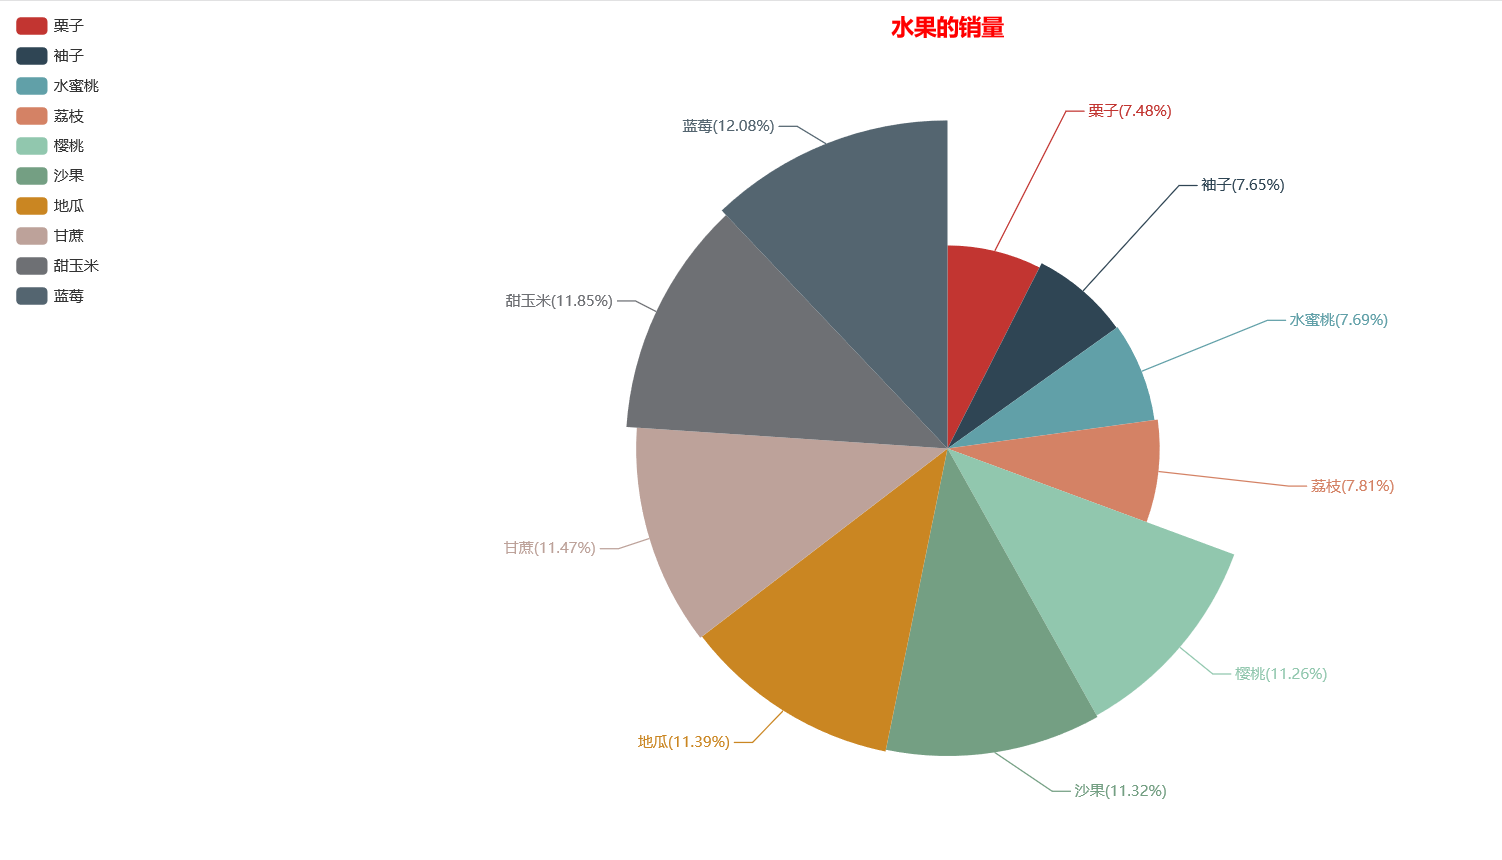 水果的销量
栗子
袖子
水蜜桃
荔枝
樱桃
沙果
地瓜
甘蔗
甜玉米
蓝莓
栗子(7.48%)
袖子(7.65%)
水蜜桃(7.69%)
荔枝(7.81%)
樱桃(11.26%)
沙果(11.32%)
地瓜(11.39%)
甘蔗(11.47%)
甜玉米(11.85%)
蓝莓(12.08%)